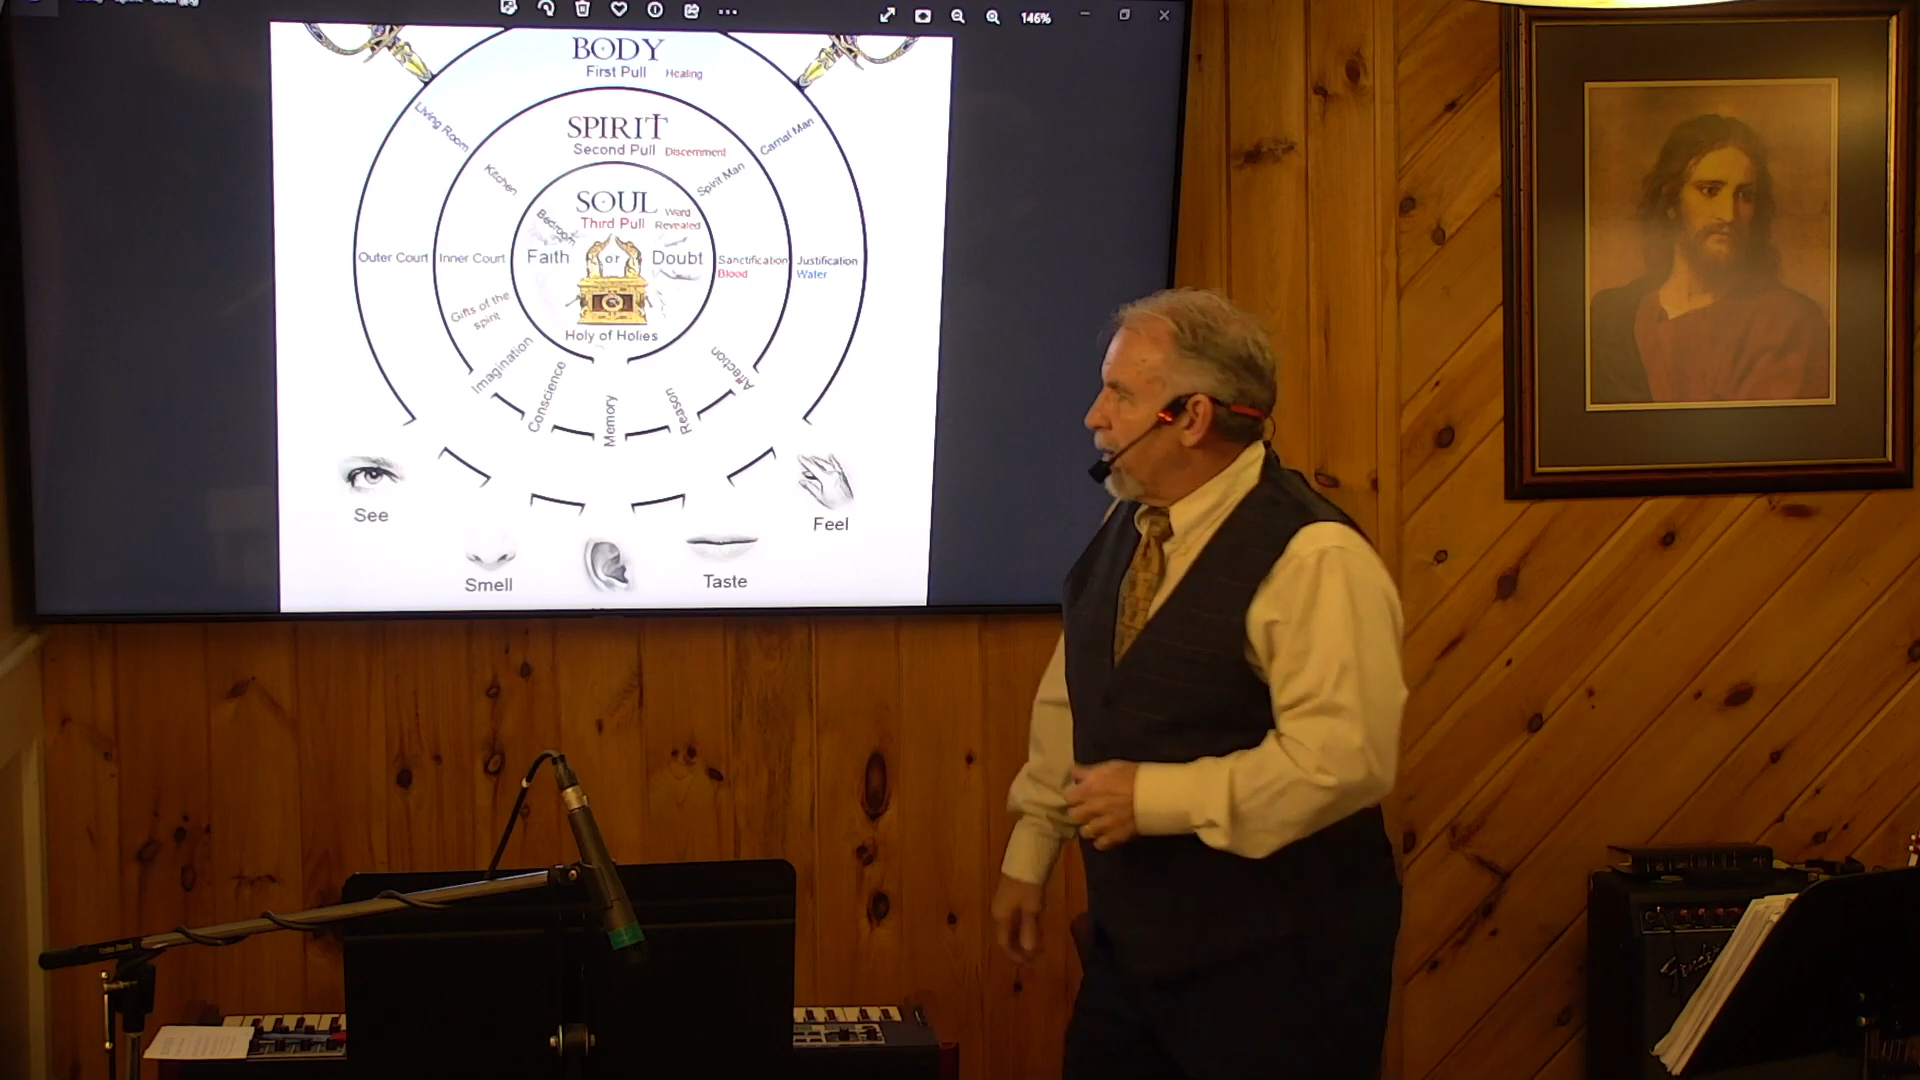 146%
BODY
First Pull Healing
Living Room
Carnal Man
SPIRIT
Second Pull Discernment
Kitchen
Spirit Man
SOUL
Third Pull Word
Revealed
Bedroom
Outer Court Inner Court Faith or Doubt Sanctification Justification
Blood Water
Gifts of the
spirit
Holy of Holies
Imagination
Conscience
Memory
Reason
Affection
See
Smell
Taste
Feel
Fender